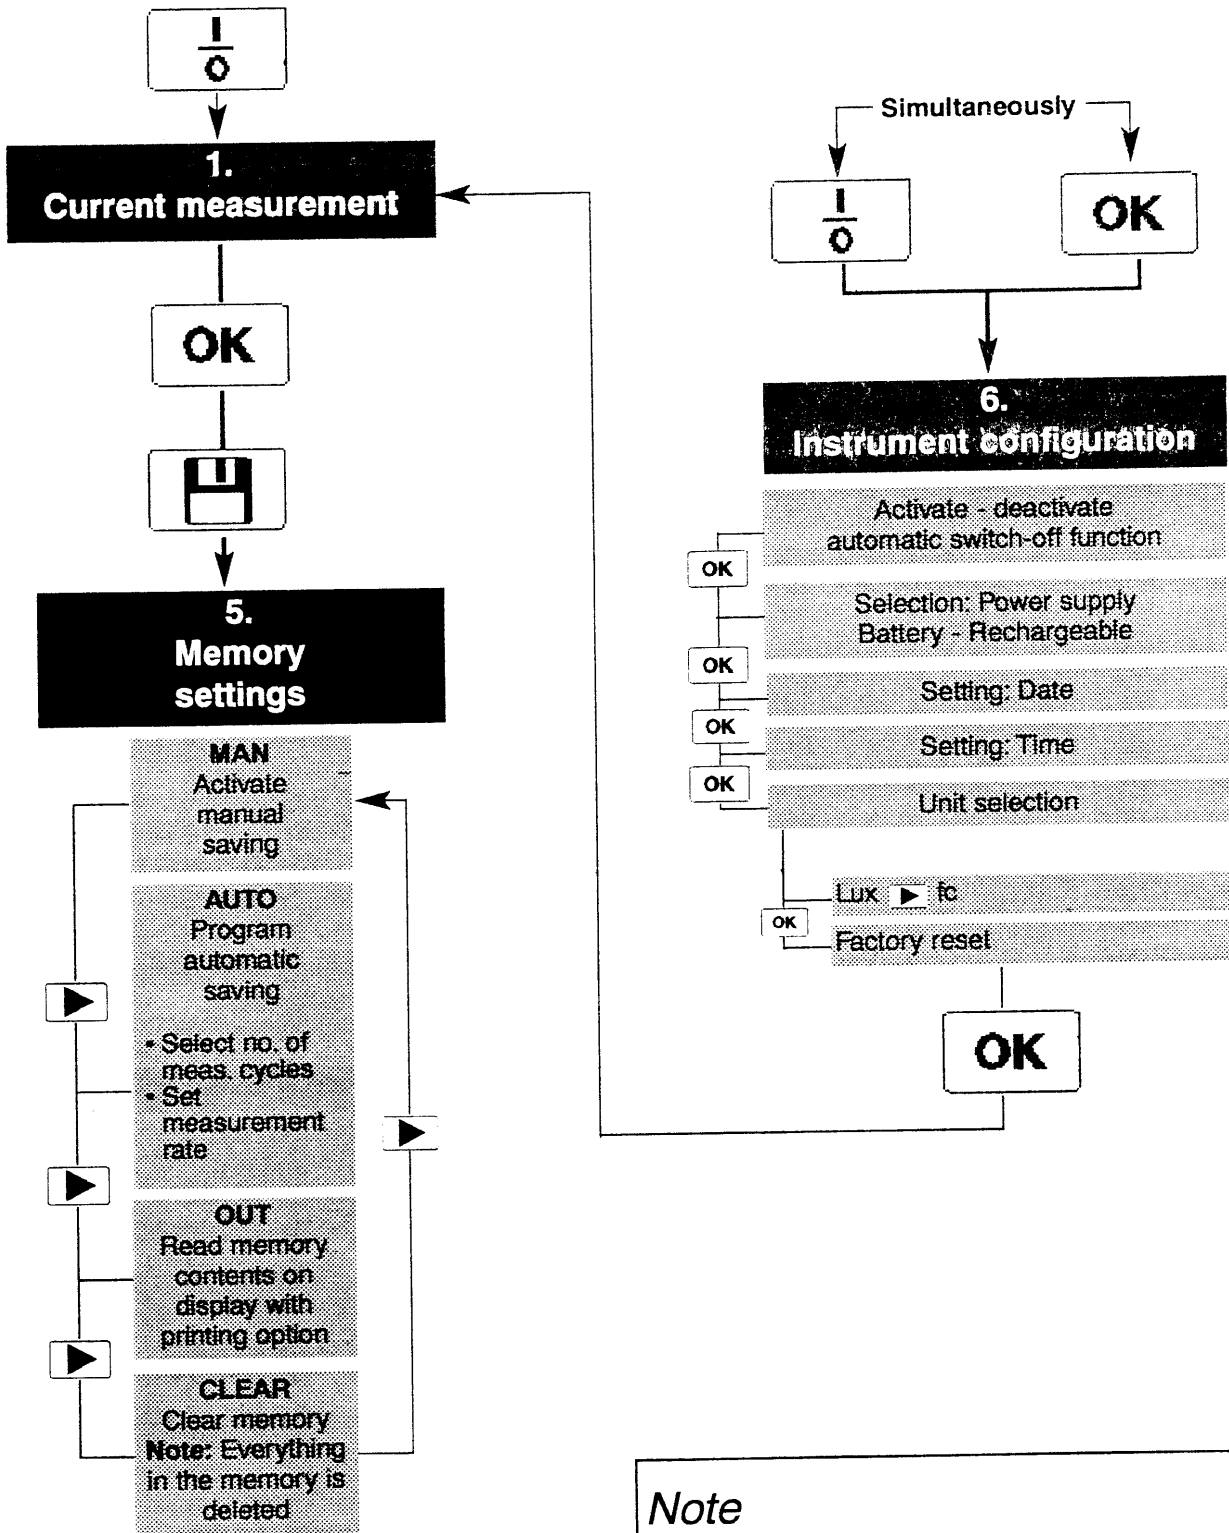 I
O
1.
Current measurement
OK
5.
Memory
settings
MAN
Activate
manual
saving
AUTO
Program
automatic
saving
• Select no. of
meas. cycles
• Set
measurement
rate
OUT
Read memory
contents on
display with
printing option
CLEAR
Clear memory
Note: Everything
in the memory is
deleted
Simultaneously
I
O
OK
6.
Instrument configuration
Activate - deactivate
automatic switch-off function
OK
Selection: Power supply
Battery - Rechargeable
OK
Setting: Date
OK
Setting: Time
OK
Unit selection
Lux ▶ fc
OK
Factory reset
OK
Note